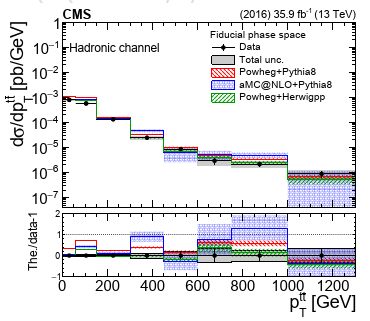 CMS (2016) 35.9 fb⁻¹ (13 TeV)
Hadronic channel
Fiducial phase space
Data
Total unc.
Powheg+Pythia8
aMC@NLO+Pythia8
Powheg+Herwigpp
dσ/dp_T^{tt̄} [pb/GeV]
1
10⁻¹
10⁻²
10⁻³
10⁻⁴
10⁻⁵
10⁻⁶
10⁻⁷
The./data-1
2
1
0
−1
0 200 400 600 800 1000 1200
p_T^{tt̄} [GeV]